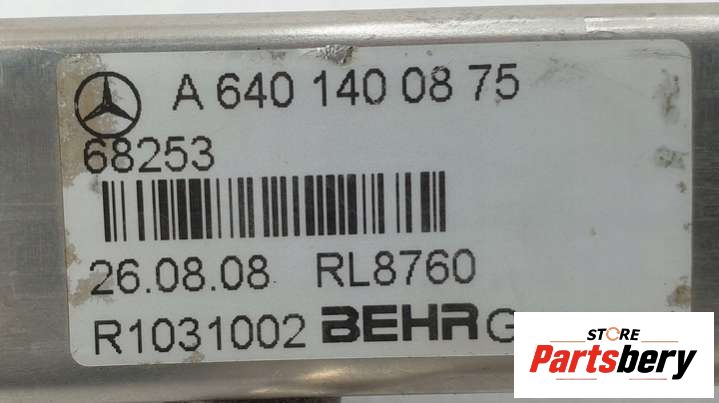 A 640 140 08 75
68253
26.08.08 RL8760
R1031002 BEHR G
STORE
Partsbery